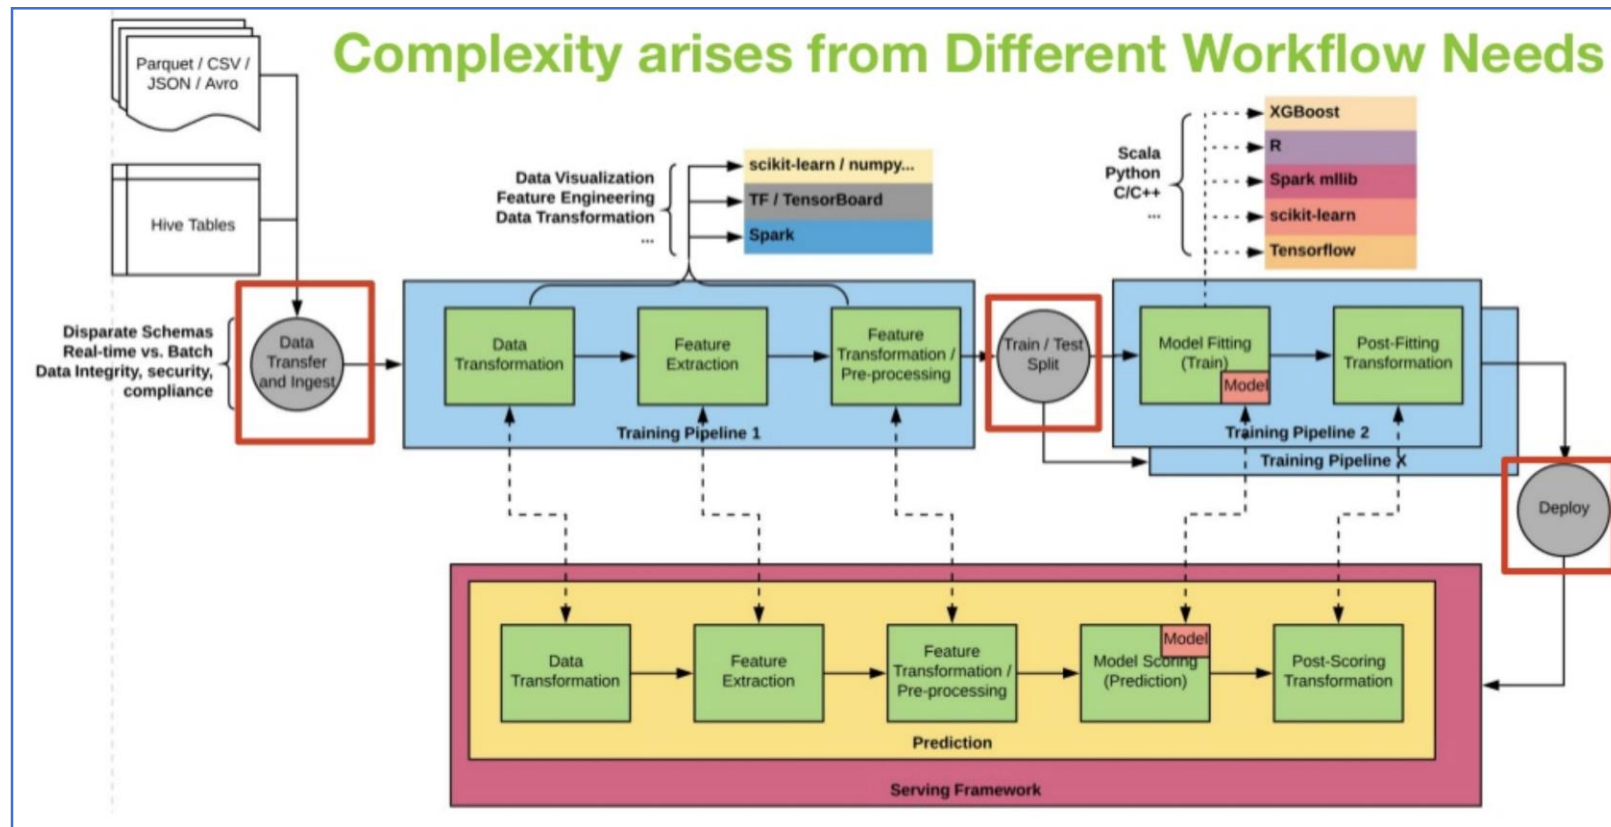 Complexity arises from Different Workflow Needs
Parquet / CSV /
JSON / Avro
Hive Tables
Disparate Schemas
Real-time vs. Batch
Data Integrity, security,
compliance
Data
Transfer
and Ingest
Data Visualization
Feature Engineering
Data Transformation
...
scikit-learn / numpy...
TF / TensorBoard
Spark
Data
Transformation
Feature
Extraction
Feature
Transformation /
Pre-processing
Training Pipeline 1
Train / Test
Split
Scala
Python
C/C++
...
XGBoost
R
Spark mllib
scikit-learn
Tensorflow
Model Fitting
(Train)
Model
Post-Fitting
Transformation
Training Pipeline 2
Training Pipeline X
Deploy
Data
Transformation
Feature
Extraction
Feature
Transformation /
Pre-processing
Model
Model Scoring
(Prediction)
Post-Scoring
Transformation
Prediction
Serving Framework